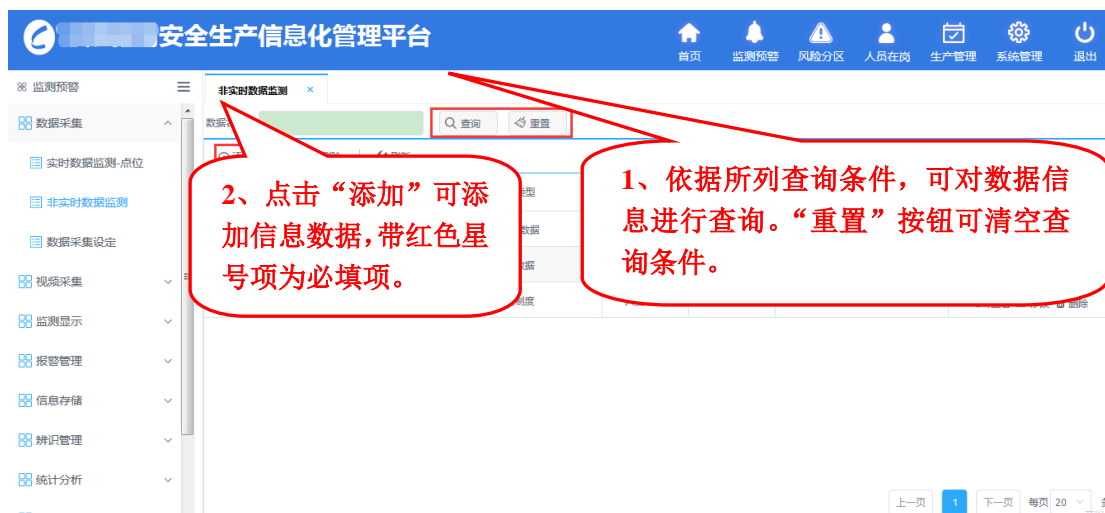 安全生产信息化管理平台
首页 监测预警 风险分区 人员在岗 生产管理 系统管理 退出
监测预警
非实时数据监测 ×
数据采集
数据
查询 重置
实时数据监测-点位
非实时数据监测
数据采集设定
视频采集
监测显示
报警管理
信息存储
辨识管理
统计分析
2、点击“添加”可添
加信息数据,带红色星
号项为必填项。
1、依据所列查询条件，可对数据信
息进行查询。“重置”按钮可清空查
询条件。
类型
数据
数据
制度
删除
上一页 1 下一页 每页 20